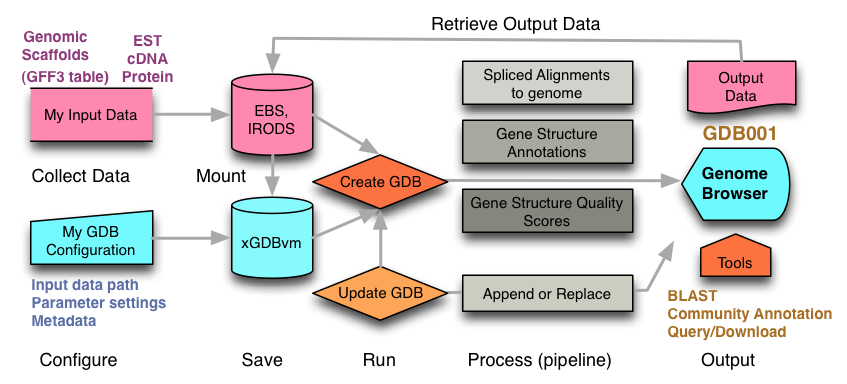 Retrieve Output Data
Genomic
Scaffolds
(GFF3 table)
EST
cDNA
Protein
My Input Data
EBS,
IRODS
Spliced Alignments
to genome
Output
Data
Gene Structure
Annotations
GDB001
Collect Data
Mount
Create GDB
Genome
Browser
My GDB
Configuration
xGDBvm
Gene Structure Quality
Scores
Tools
Input data path
Parameter settings
Metadata
Update GDB
Append or Replace
BLAST
Community Annotation
Query/Download
Configure
Save
Run
Process (pipeline)
Output